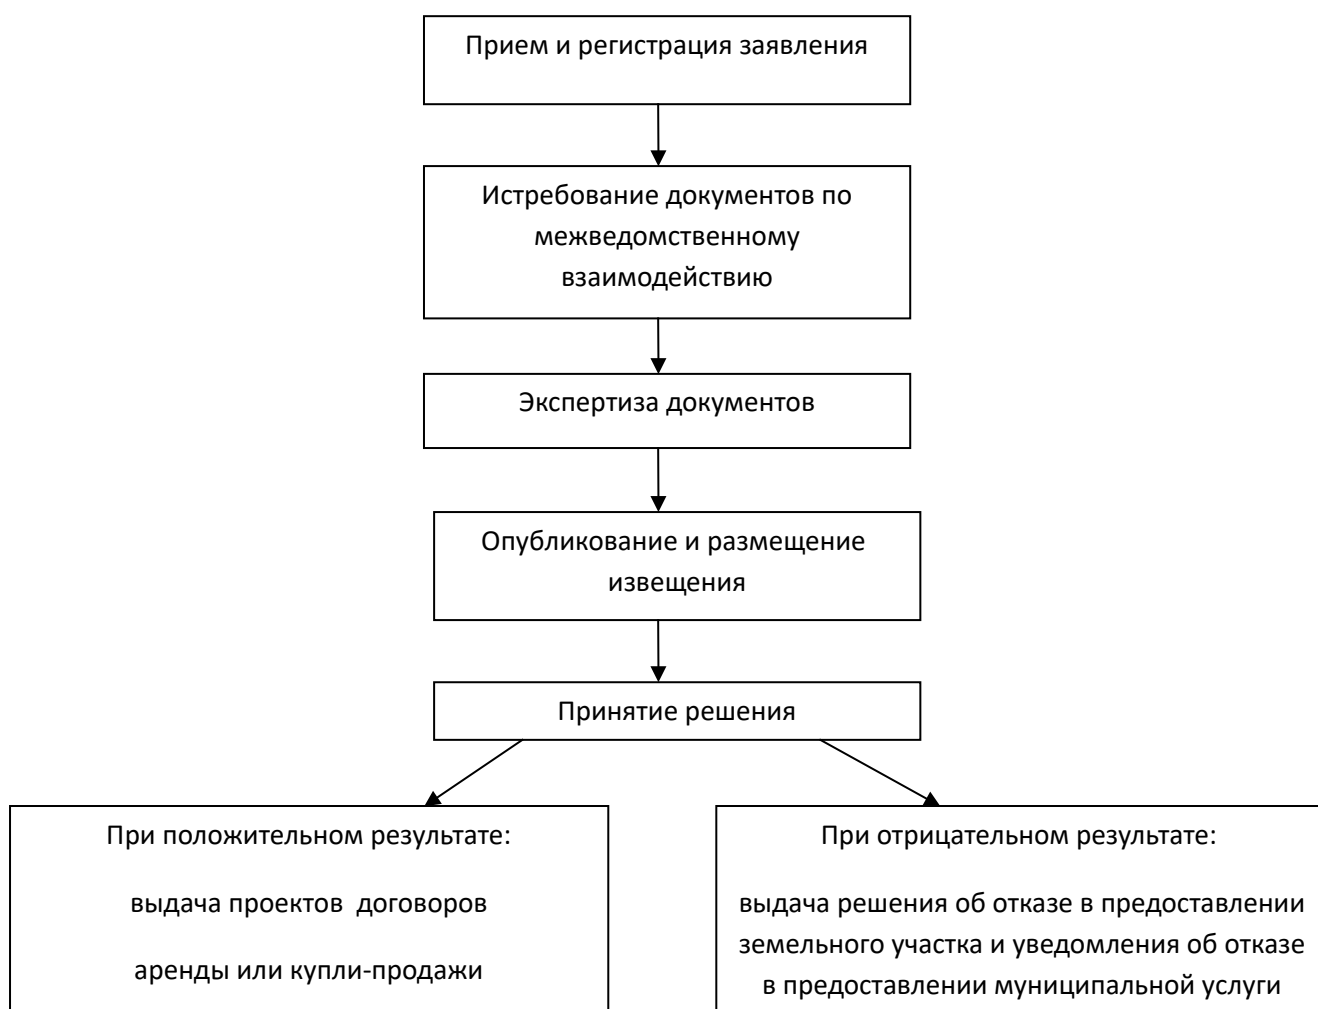 Прием и регистрация заявления
Истребование документов по
межведомственному
взаимодействию
Экспертиза документов
Опубликование и размещение
извещения
Принятие решения
При положительном результате:
выдача проектов договоров
аренды или купли-продажи
При отрицательном результате:
выдача решения об отказе в предоставлении
земельного участка и уведомления об отказе
в предоставлении муниципальной услуги